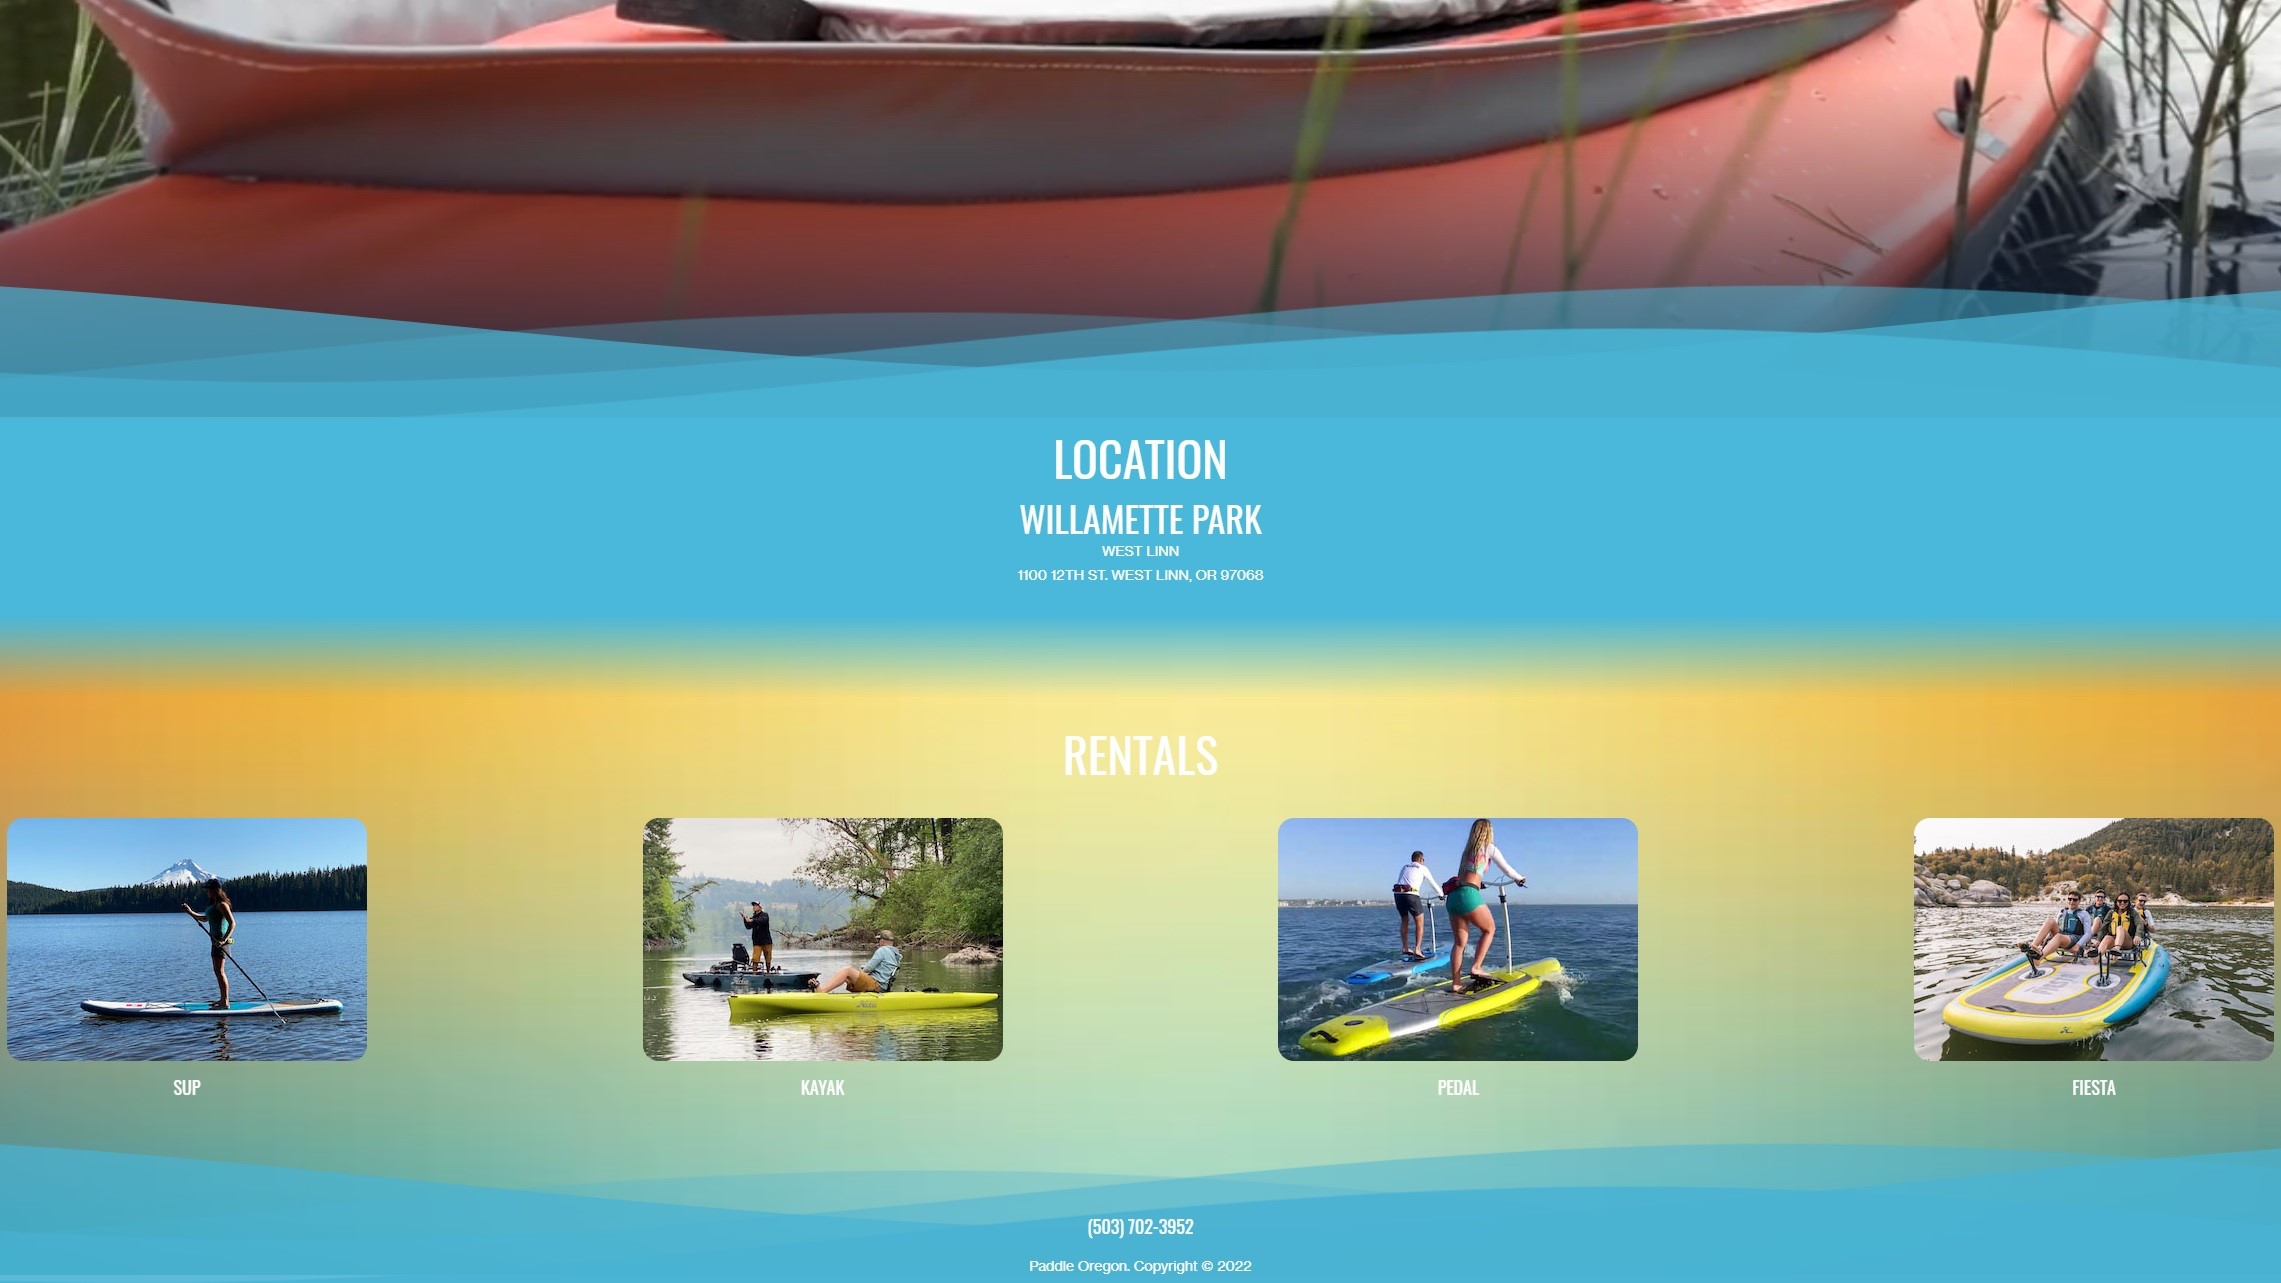 LOCATION
WILLAMETTE PARK
WEST LINN
1100 12TH ST. WEST LINN, OR 97068
RENTALS
SUP
KAYAK
PEDAL
FIESTA
(503) 702-3952
Paddle Oregon. Copyright © 2022